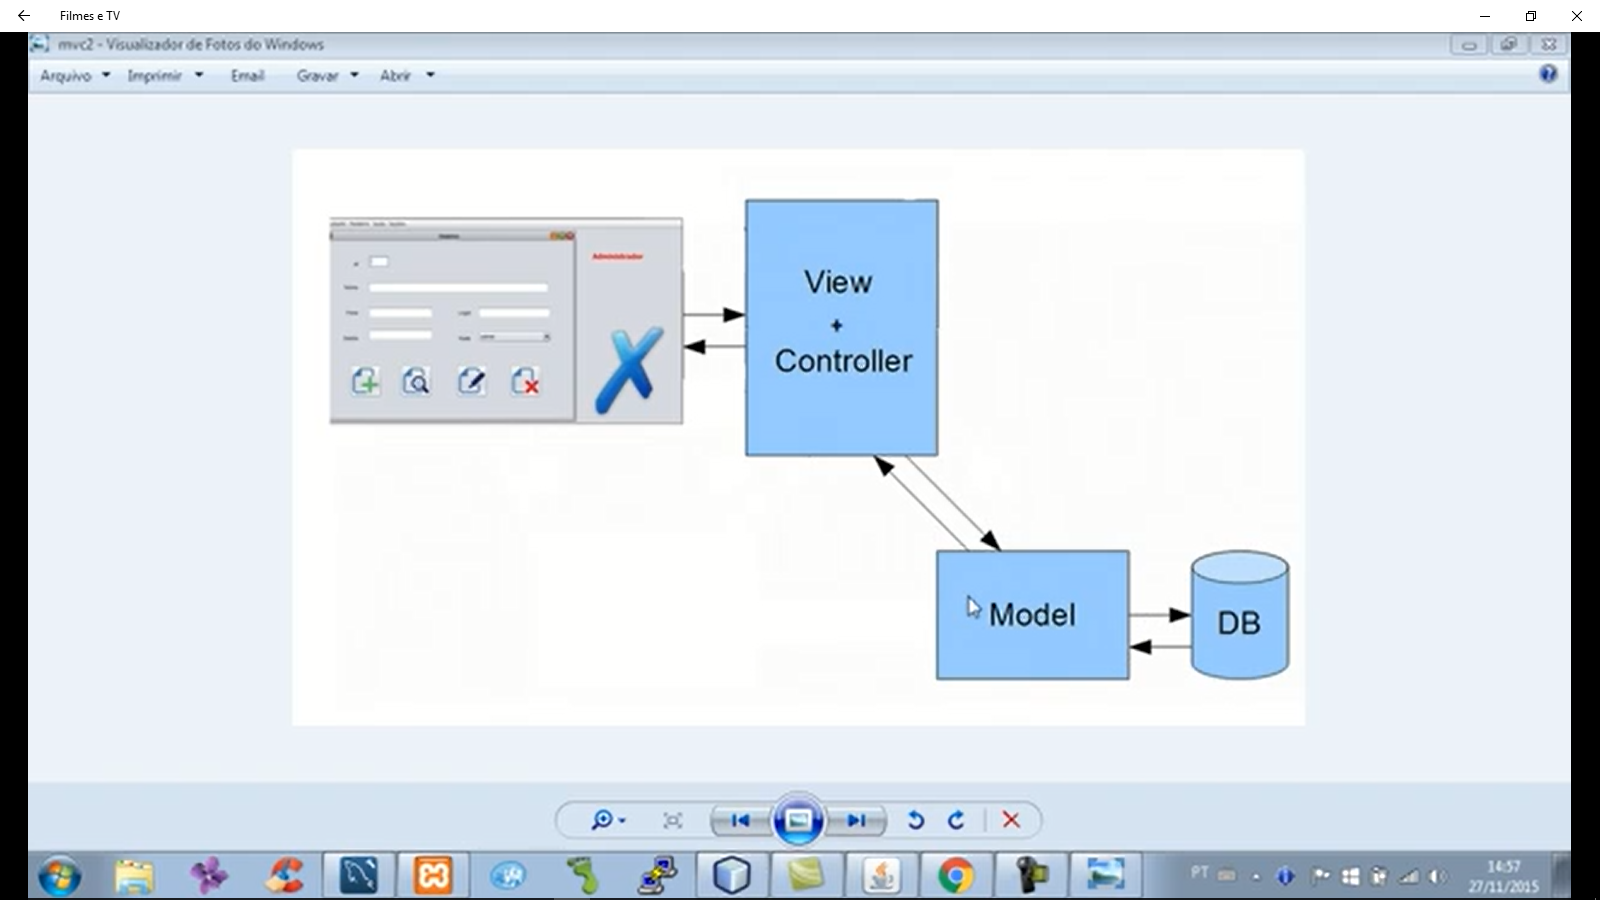 Filmes e TV
mvc2 - Visualizador de Fotos do Windows
Arquivo Imprimir Email Gravar Abrir
Administrador
View
+
Controller
Model
DB
PT
14:57
27/11/2015